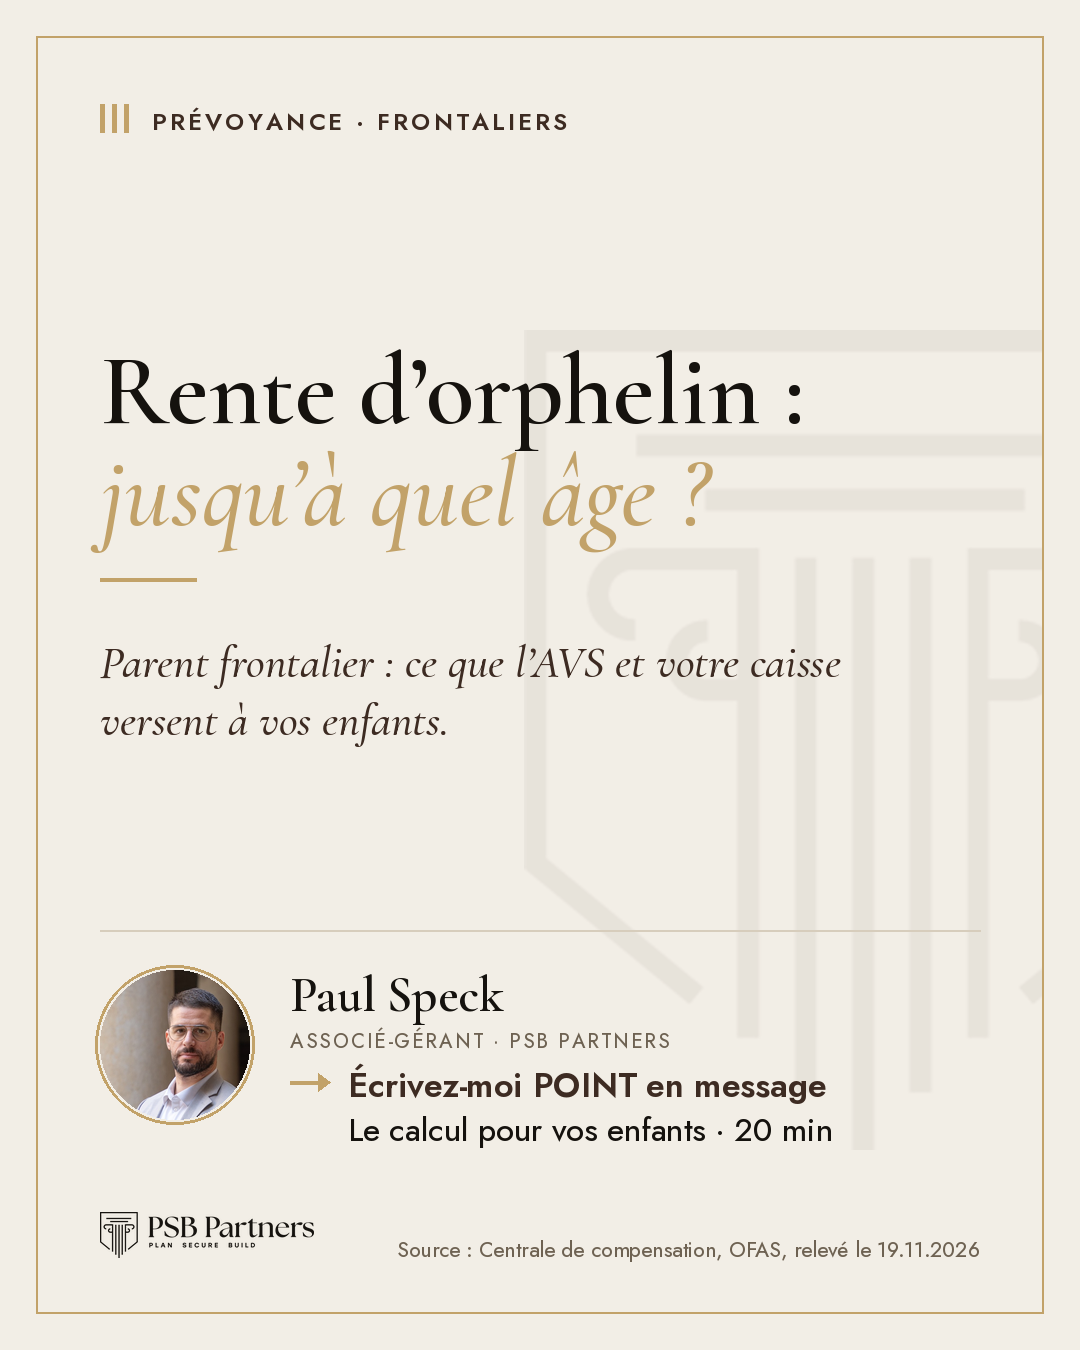 PRÉVOYANCE · FRONTALIERS
Rente d’orphelin :
jusqu’à quel âge ?
Parent frontalier : ce que l’AVS et votre caisse
versent à vos enfants.
Paul Speck
ASSOCIÉ-GÉRANT · PSB PARTNERS
Écrivez-moi POINT en message
Le calcul pour vos enfants · 20 min
PSB Partners
PLAN SECURE BUILD
Source : Centrale de compensation, OFAS, relevé le 19.11.2026